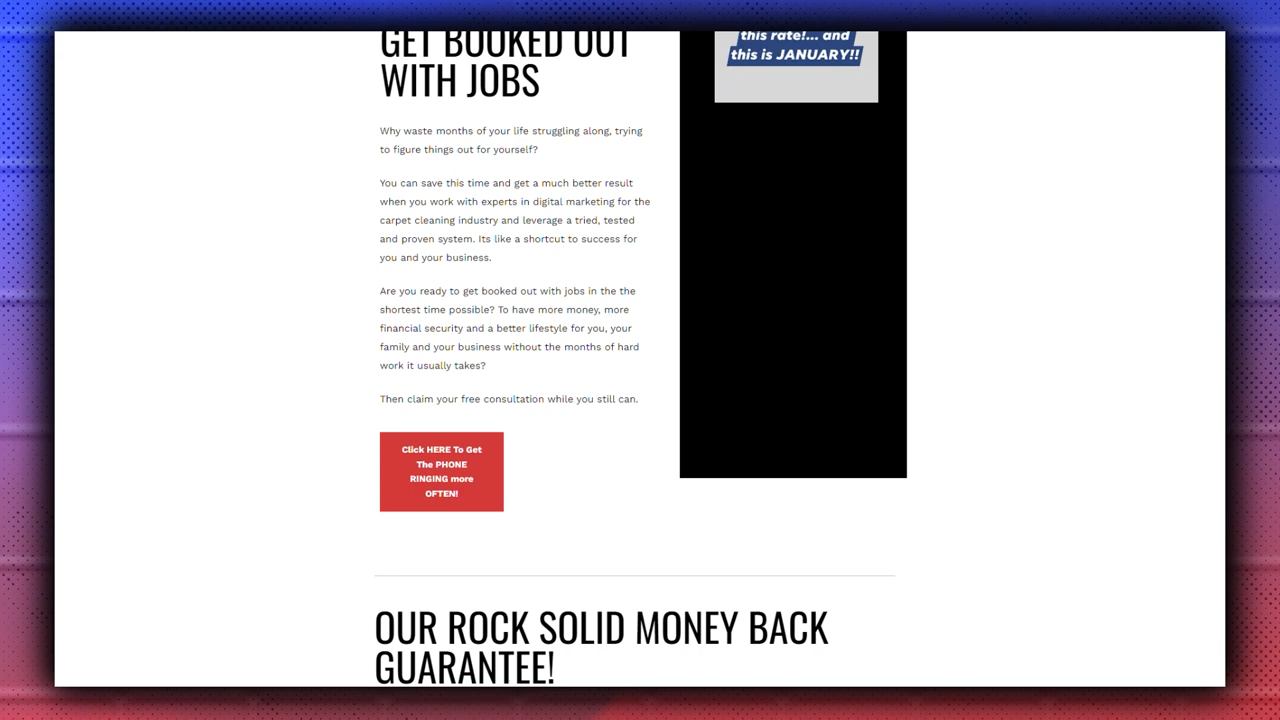 GET BOOKED OUT
WITH JOBS
Why waste months of your life struggling along, trying
to figure things out for yourself?
You can save this time and get a much better result
when you work with experts in digital marketing for the
carpet cleaning industry and leverage a tried, tested
and proven system. Its like a shortcut to success for
you and your business.
Are you ready to get booked out with jobs in the the
shortest time possible? To have more money, more
financial security and a better lifestyle for you, your
family and your business without the months of hard
work it usually takes?
Then claim your free consultation while you still can.
Click HERE To Get
The PHONE
RINGING more
OFTEN!
this rate!... and
this is JANUARY!!
OUR ROCK SOLID MONEY BACK
GUARANTEE!